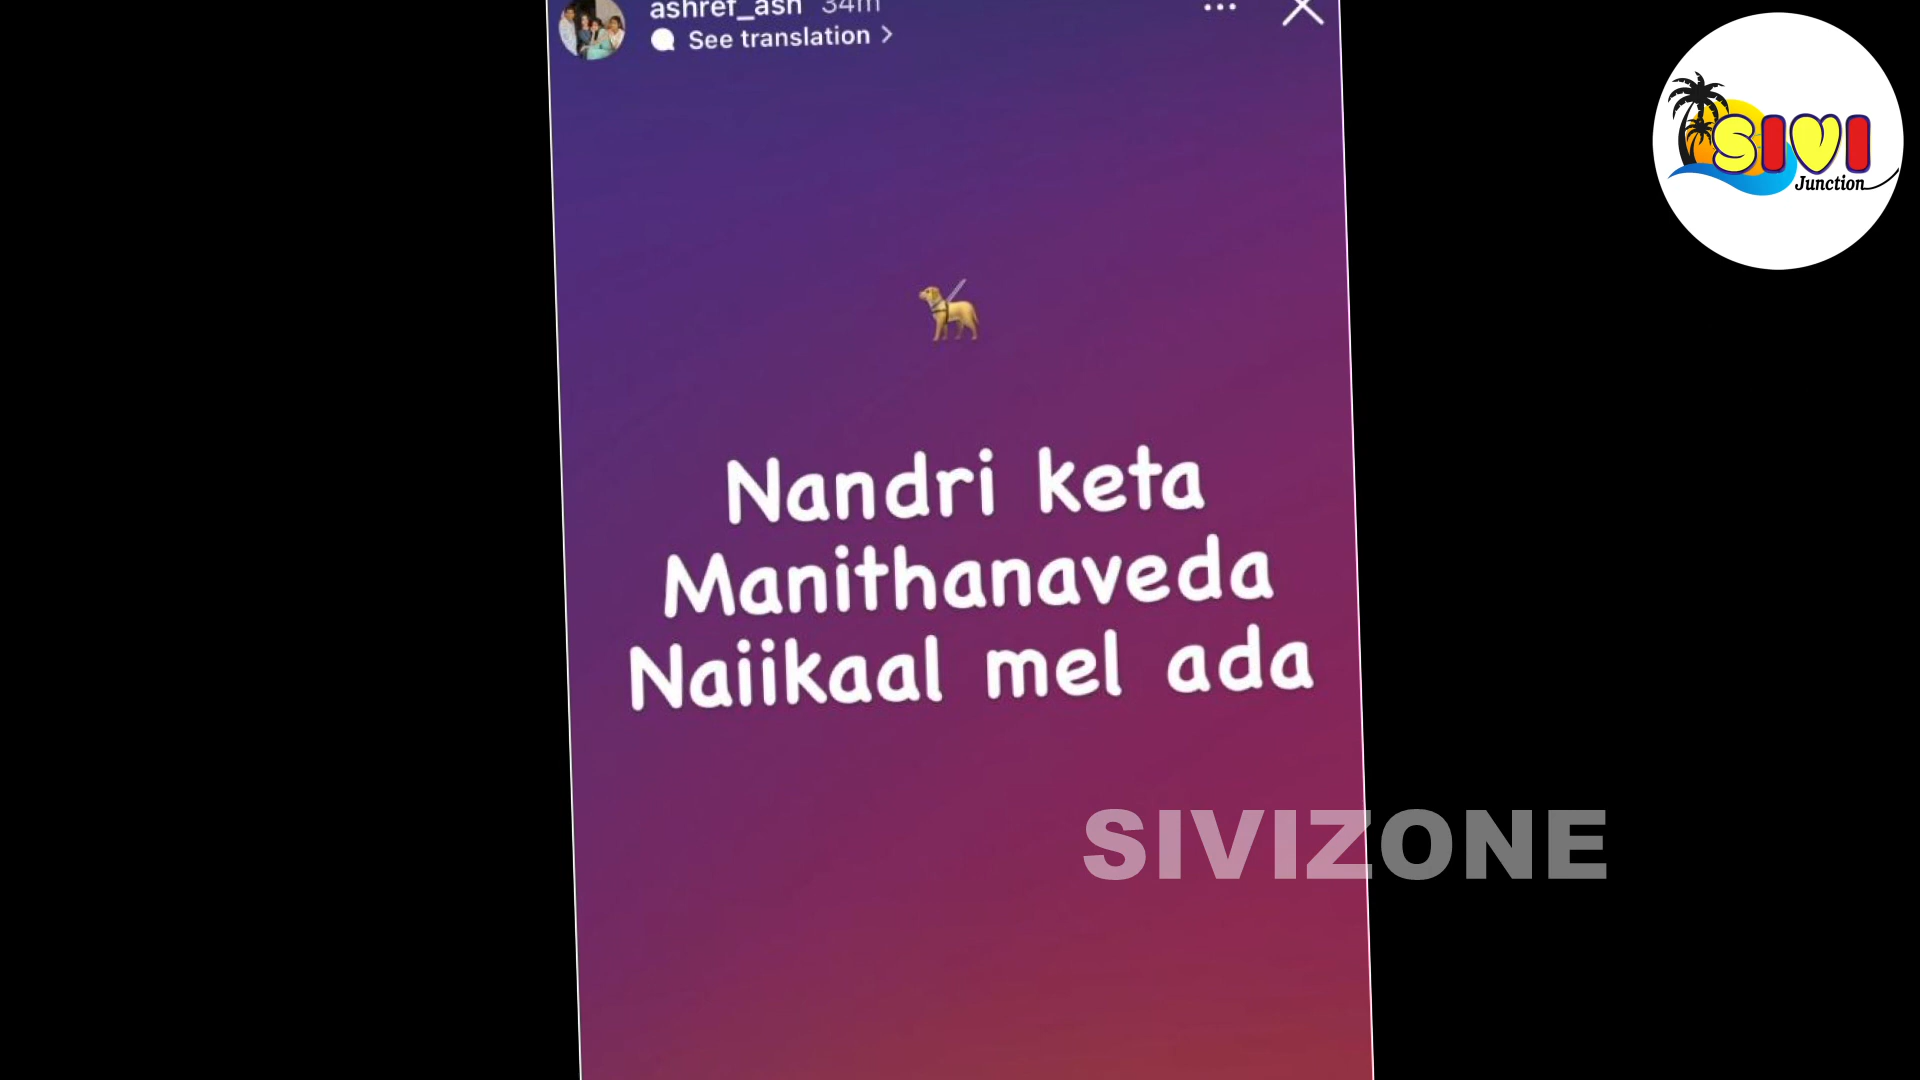 ashref_ash 34m
See translation >
SIVI
Junction
Nandri keta
Manithanaveda
Naiikaal mel ada
SIVIZONE